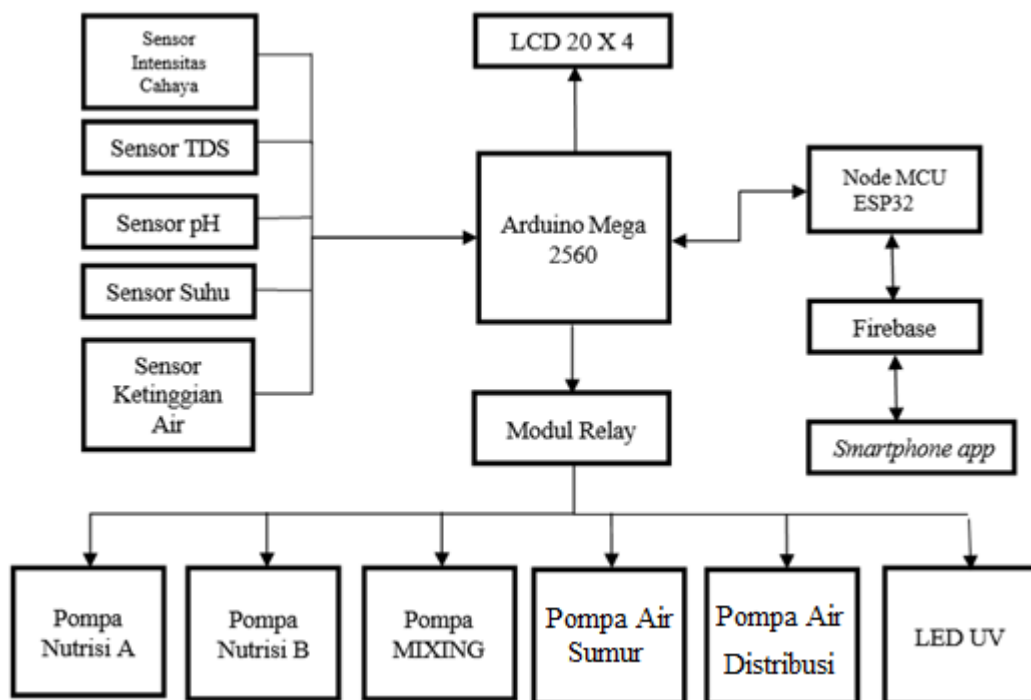 Sensor
Intensitas
Cahaya
Sensor TDS
Sensor pH
Sensor Suhu
Sensor
Ketinggian
Air
LCD 20 X 4
Arduino Mega
2560
Modul Relay
Node MCU
ESP32
Firebase
Smartphone app
Pompa
Nutrisi A
Pompa
Nutrisi B
Pompa
MIXING
Pompa Air
Sumur
Pompa Air
Distribusi
LED UV